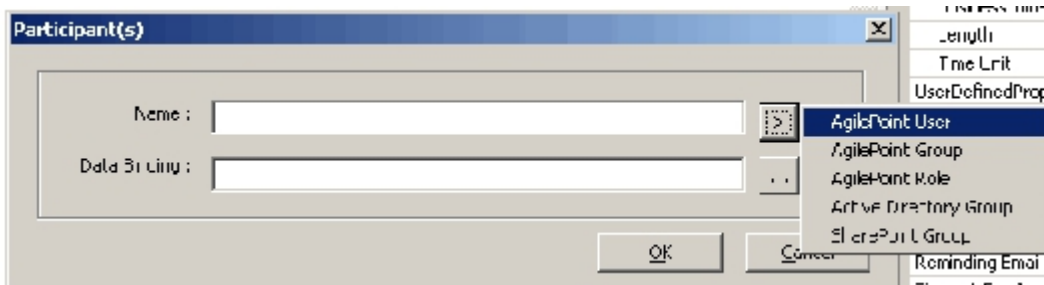 Participant(s)
Length
Time Unit
UserDefinedProp
Name :
AgilePoint User
AgilePoint Group
Data Binding :
AgilePoint Role
Active Directory Group
SharePoint Group
OK
Cancel
Reminding Emai